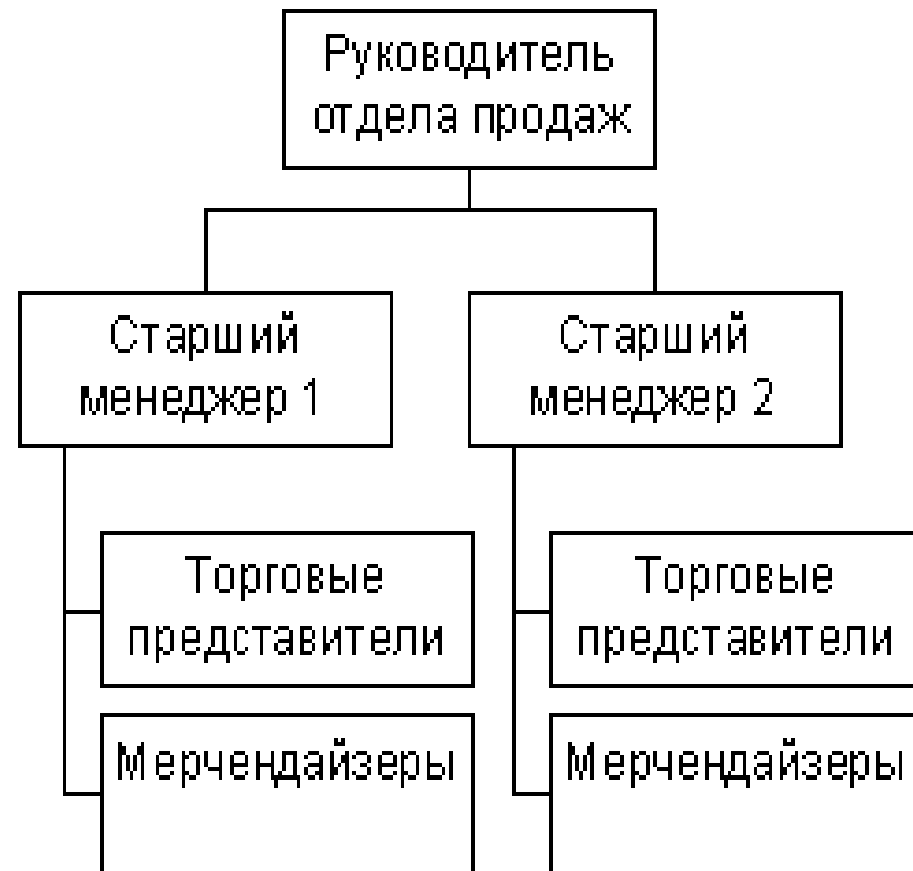 Руководитель
отдела продаж
Старший
менеджер 1
Старший
менеджер 2
Торговые
представители
Торговые
представители
Мерчендайзеры
Мерчендайзеры